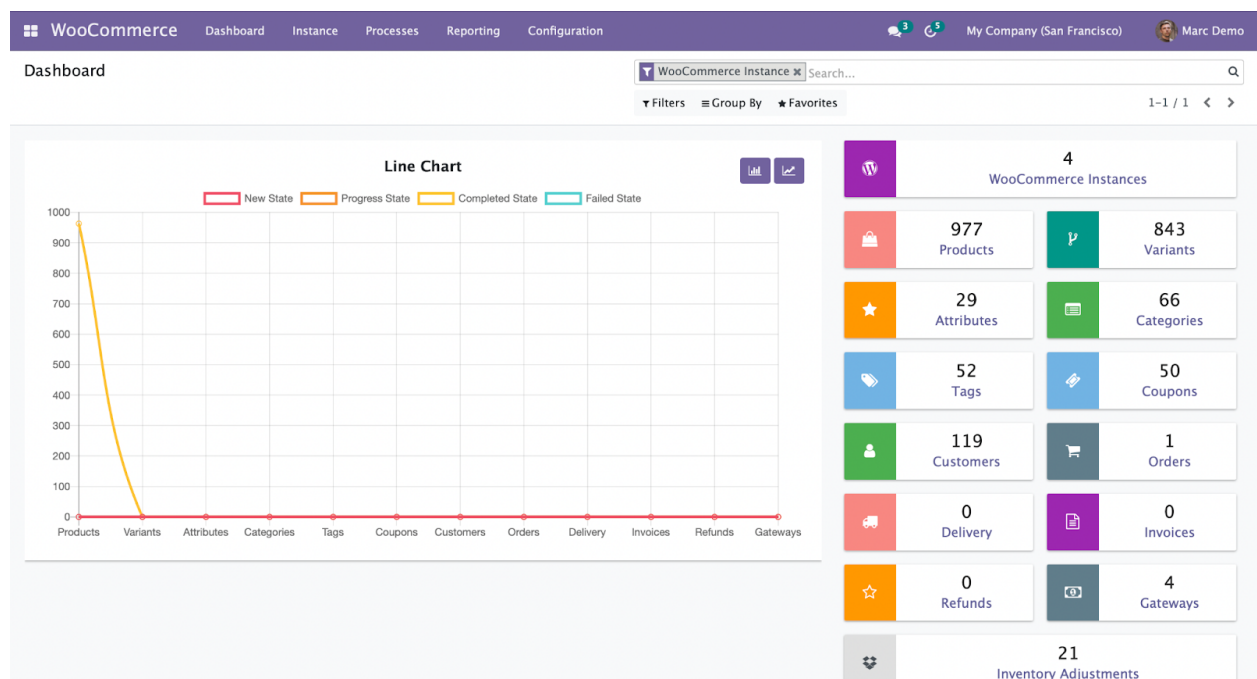 WooCommerce Dashboard Instance Processes Reporting Configuration 3 5 My Company (San Francisco) Marc Demo
Dashboard
WooCommerce Instance × Search...
Filters Group By Favorites
1-1 / 1
Line Chart
New State Progress State Completed State Failed State
1000
900
800
700
600
500
400
300
200
100
0
Products Variants Attributes Categories Tags Coupons Customers Orders Delivery Invoices Refunds Gateways
4
WooCommerce Instances
977
Products
843
Variants
29
Attributes
66
Categories
52
Tags
50
Coupons
119
Customers
1
Orders
0
Delivery
0
Invoices
0
Refunds
4
Gateways
21
Inventory Adjustments